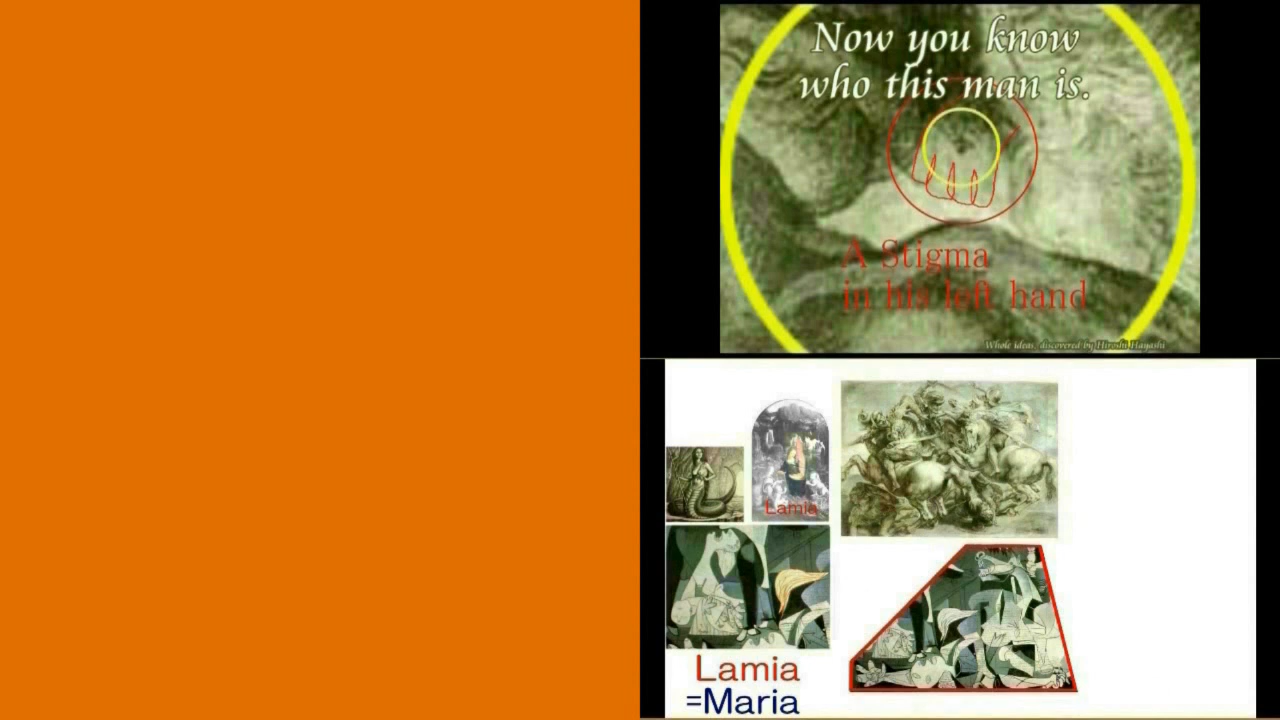 Now you know
who this man is.
A Stigma
in his left hand
Whole ideas, discovered by Hiroshi Hayashi
Lamia
Lamia
=Maria